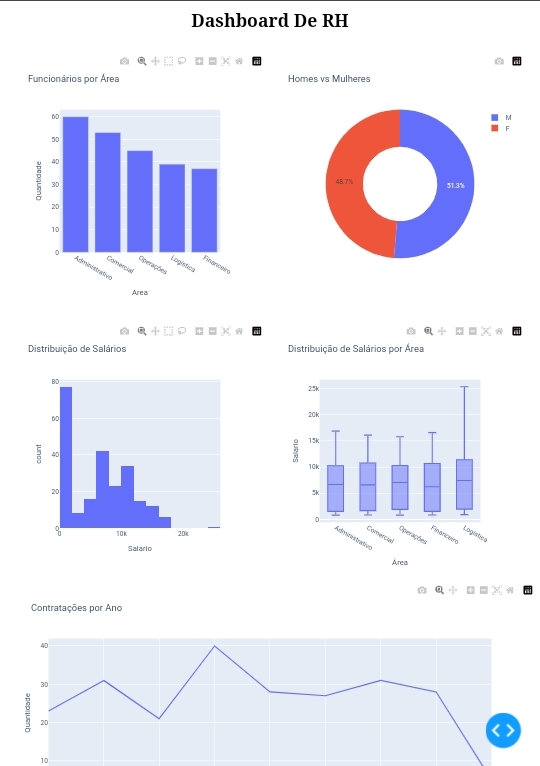 Dashboard De RH
Funcionários por Área
Quantidade
60
50
40
30
20
10
0
Administrativo
Comercial
Operações
Logística
Financeiro
Area
Homes vs Mulheres
48.7%
51.3%
M
F
Distribuição de Salários
count
80
60
40
20
0
0
10k
20k
Salario
Distribuição de Salários por Área
Salario
25k
20k
15k
10k
5k
0
Administrativo
Comercial
Operações
Financeiro
Logística
Área
Contratações por Ano
Quantidade
40
30
20
10